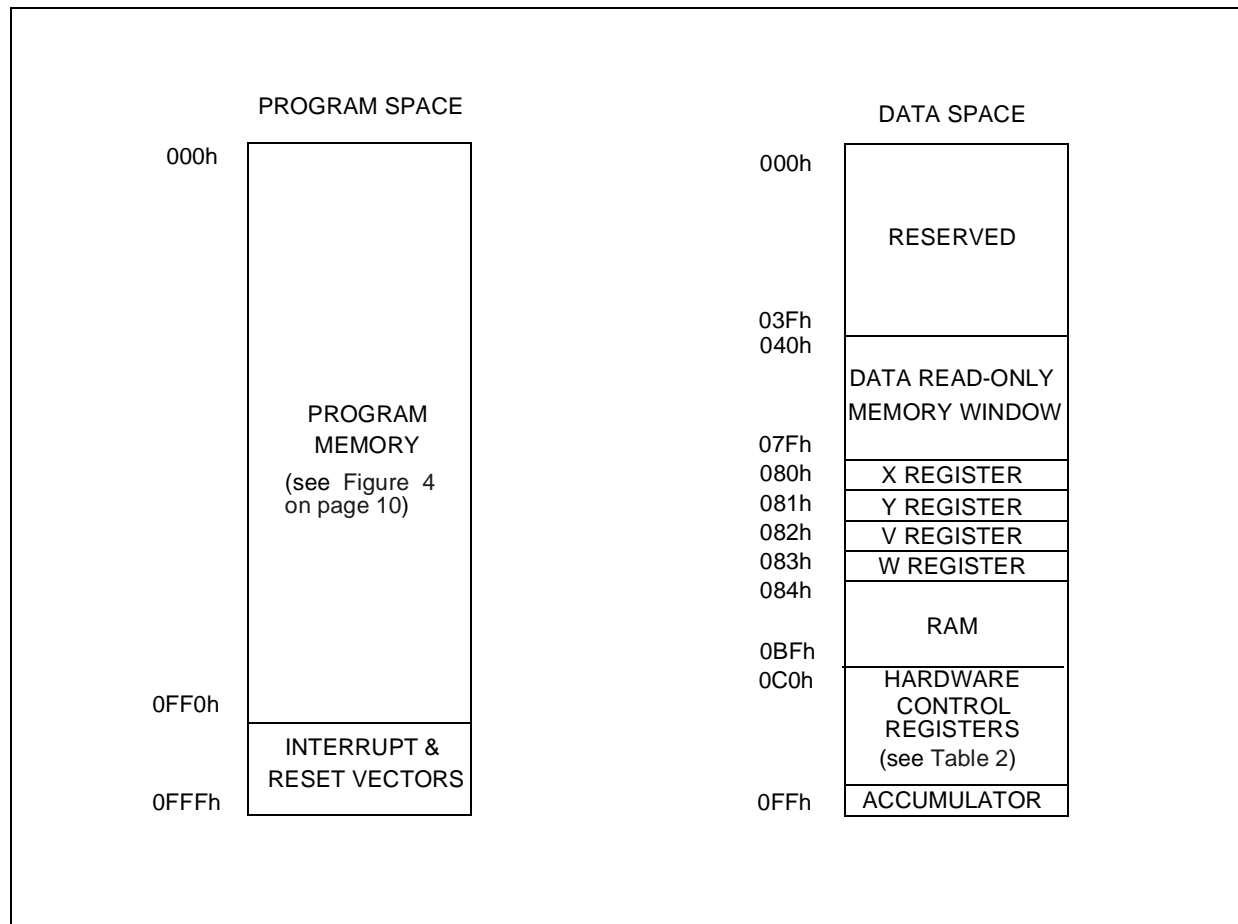 PROGRAM SPACE
000h
PROGRAM
MEMORY
(see Figure 4
on page 10)
0FF0h
INTERRUPT &
RESET VECTORS
0FFFh
DATA SPACE
000h
RESERVED
03Fh
040h
DATA READ-ONLY
MEMORY WINDOW
07Fh
080h X REGISTER
081h Y REGISTER
082h V REGISTER
083h W REGISTER
084h
RAM
0BFh
0C0h HARDWARE
CONTROL
REGISTERS
(see Table 2)
0FFh ACCUMULATOR